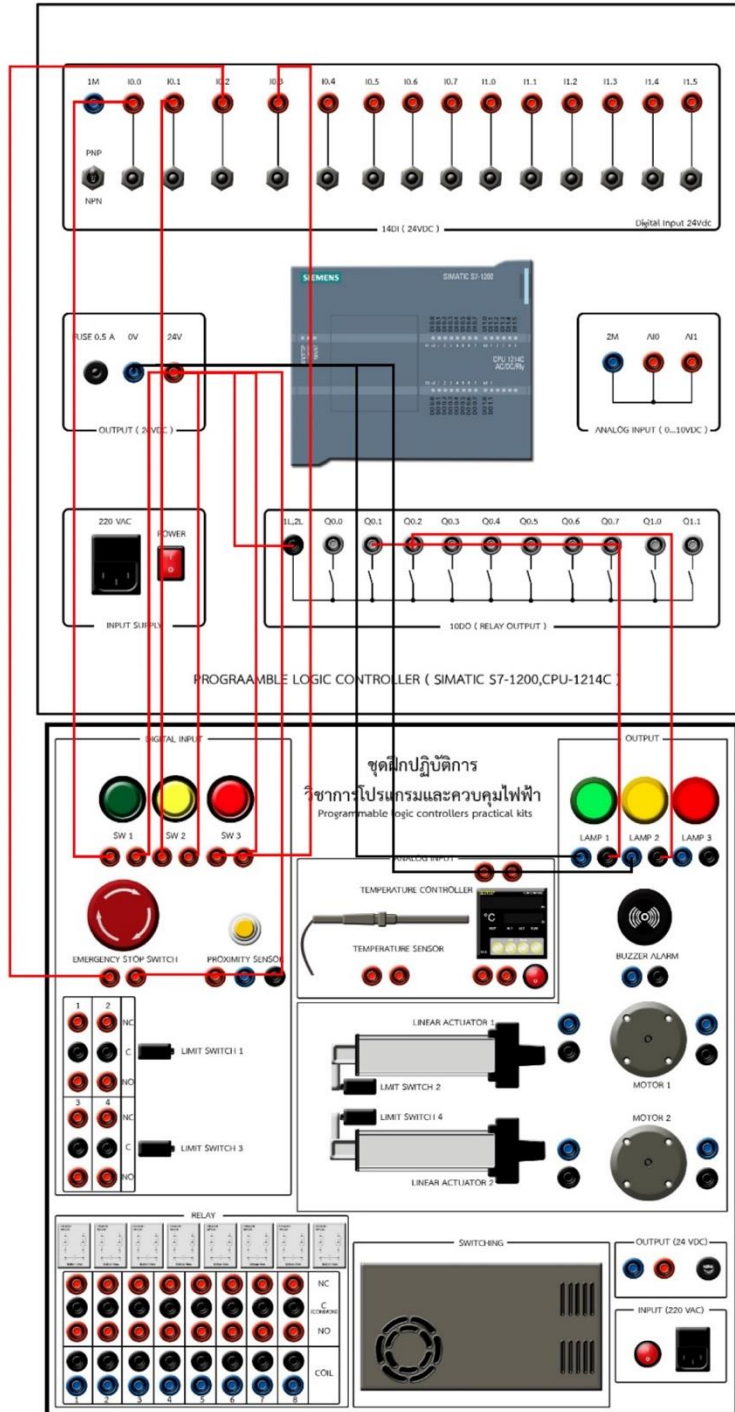 1M I0.0 I0.1 I0.2 I0.3 I0.4 I0.5 I0.6 I0.7 I1.0 I1.1 I1.2 I1.3 I1.4 I1.5
PNP
NPN
14DI (24VDC)
Digital Input 24Vdc
SIEMENS SIMATIC S7-1200
CPU 1214C
AC/DC/Rly
FUSE 0.5 A 0V 24V
OUTPUT ( 24VDC)
2M AI0 AI1
ANALOG INPUT ( 0...10VDC)
220 VAC
POWER
INPUT SUPPLY
1L,2L Q0.0 Q0.1 Q0.2 Q0.3 Q0.4 Q0.5 Q0.6 Q0.7 Q1.0 Q1.1
10DO ( RELAY OUTPUT )
PROGRAAMBLE LOGIC CONTROLLER ( SIMATIC S7-1200,CPU-1214C )
DIGITAL INPUT
OUTPUT
ชุดฝึกปฏิบัติการ
วิชาการโปรแกรมและควบคุมไฟฟ้า
Programmable logic controllers practical kits
SW 1 SW 2 SW 3
LAMP 1 LAMP 2 LAMP 3
ANALOG INPUT
TEMPERATURE CONTROLLER
°C
TEMPERATURE SENSOR
EMERGENCY STOP SWITCH
PROXIMITY SENSOR
BUZZER ALARM
1 2
NC
C
NO
LIMIT SWITCH 1
3 4
NC
C
NO
LIMIT SWITCH 3
LINEAR ACTUATOR 1
LMIT SWITCH 2
LIMIT SWITCH 4
LINEAR ACTUATOR 2
MOTOR 1
MOTOR 2
RELAY
NC
C
(COMMON)
NO
COIL
1 2 3 4 5 6 7 8
SWITCHING
OUTPUT (24 VDC)
INPUT (220 VAC)